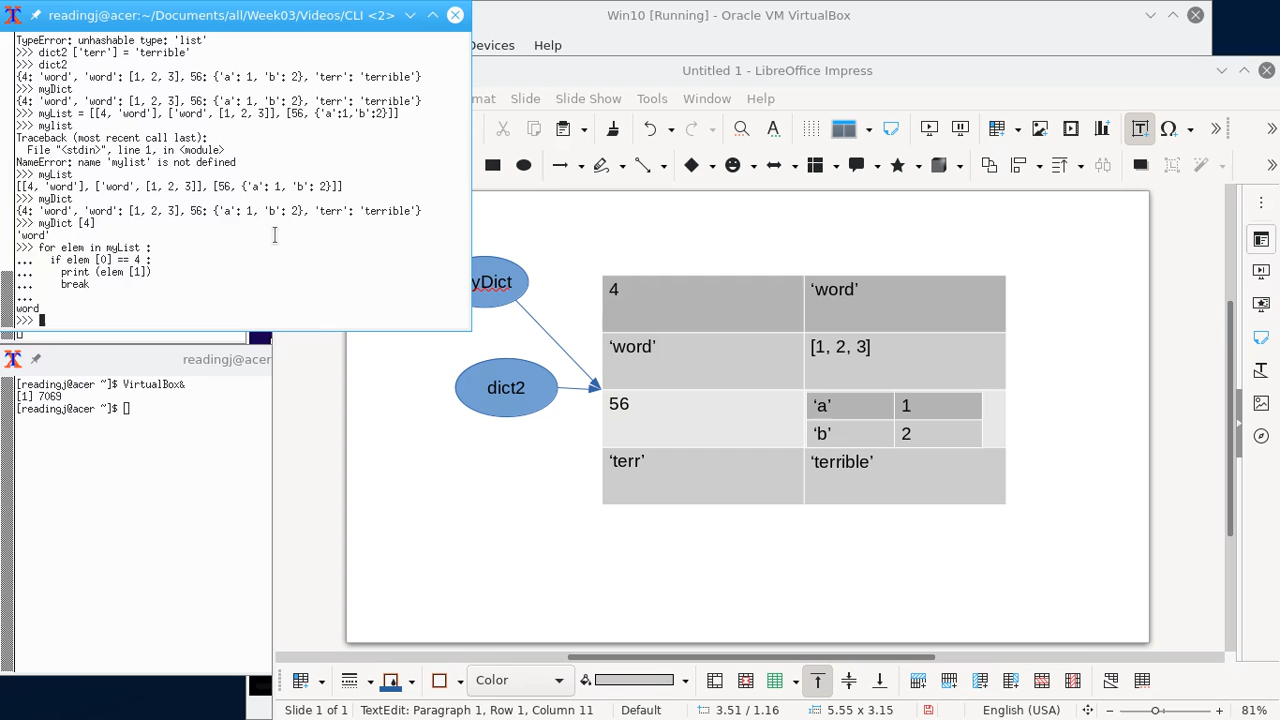 readingj@acer:~/Documents/all/Week03/Videos/CLI <2>
TypeError: unhashable type: 'list'
>>> dict2 ['terr'] = 'terrible'
>>> dict2
{4: 'word', 'word': [1, 2, 3], 56: {'a': 1, 'b': 2}, 'terr': 'terrible'}
>>> myDict
{4: 'word', 'word': [1, 2, 3], 56: {'a': 1, 'b': 2}, 'terr': 'terrible'}
>>> myList = [[4, 'word'], ['word', [1, 2, 3]], [56, {'a':1,'b':2}]]
>>> mylist
Traceback (most recent call last):
  File "<stdin>", line 1, in <module>
NameError: name 'mylist' is not defined
>>> myList
[[4, 'word'], ['word', [1, 2, 3]], [56, {'a': 1, 'b': 2}]]
>>> myDict
{4: 'word', 'word': [1, 2, 3], 56: {'a': 1, 'b': 2}, 'terr': 'terrible'}
>>> myDict [4]
'word'
>>> for elem in myList :
...   if elem [0] == 4 :
...     print (elem [1])
...     break
...
word
>>>
readingj@acer
[readingj@acer ~]$ VirtualBox&
[1] 7069
[readingj@acer ~]$
Win10 [Running] - Oracle VM VirtualBox
Devices Help
Untitled 1 - LibreOffice Impress
mat Slide Slide Show Tools Window Help
yDict
dict2
4 ‘word’
‘word’ [1, 2, 3]
56 ‘a’ 1
‘b’ 2
‘terr’ ‘terrible’
Color
Slide 1 of 1 TextEdit: Paragraph 1, Row 1, Column 11 Default 3.51 / 1.16 5.55 x 3.15 English (USA) 81%